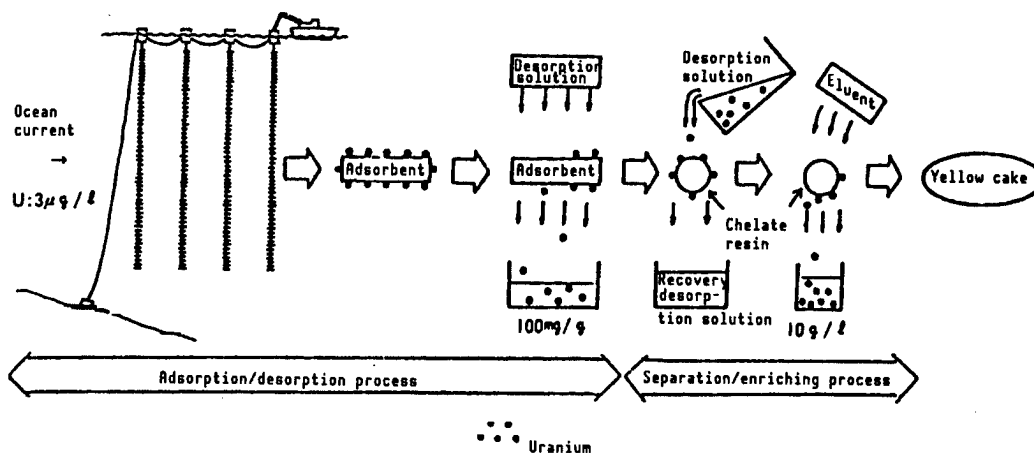 Ocean
current
→
U:3μg/ℓ
Adsorbent
Desorption
solution
Adsorbent
100mg/g
Desorption
solution
Recovery
desorp-
tion solution
Chelate
resin
Eluent
10g/ℓ
Yellow cake
Adsorption/desorption process
Separation/enriching process
Uranium